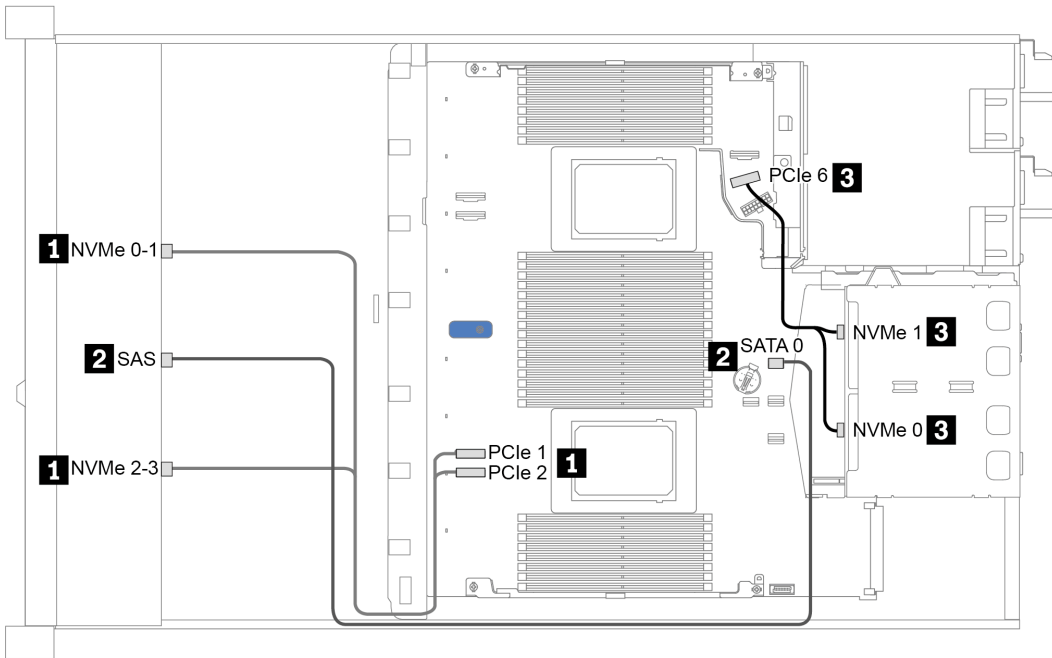 PCIe 6 3
1 NVMe 0-1
NVMe 1 3
2 SATA 0
2 SAS
NVMe 0 3
1 NVMe 2-3
PCIe 1
PCIe 2
1